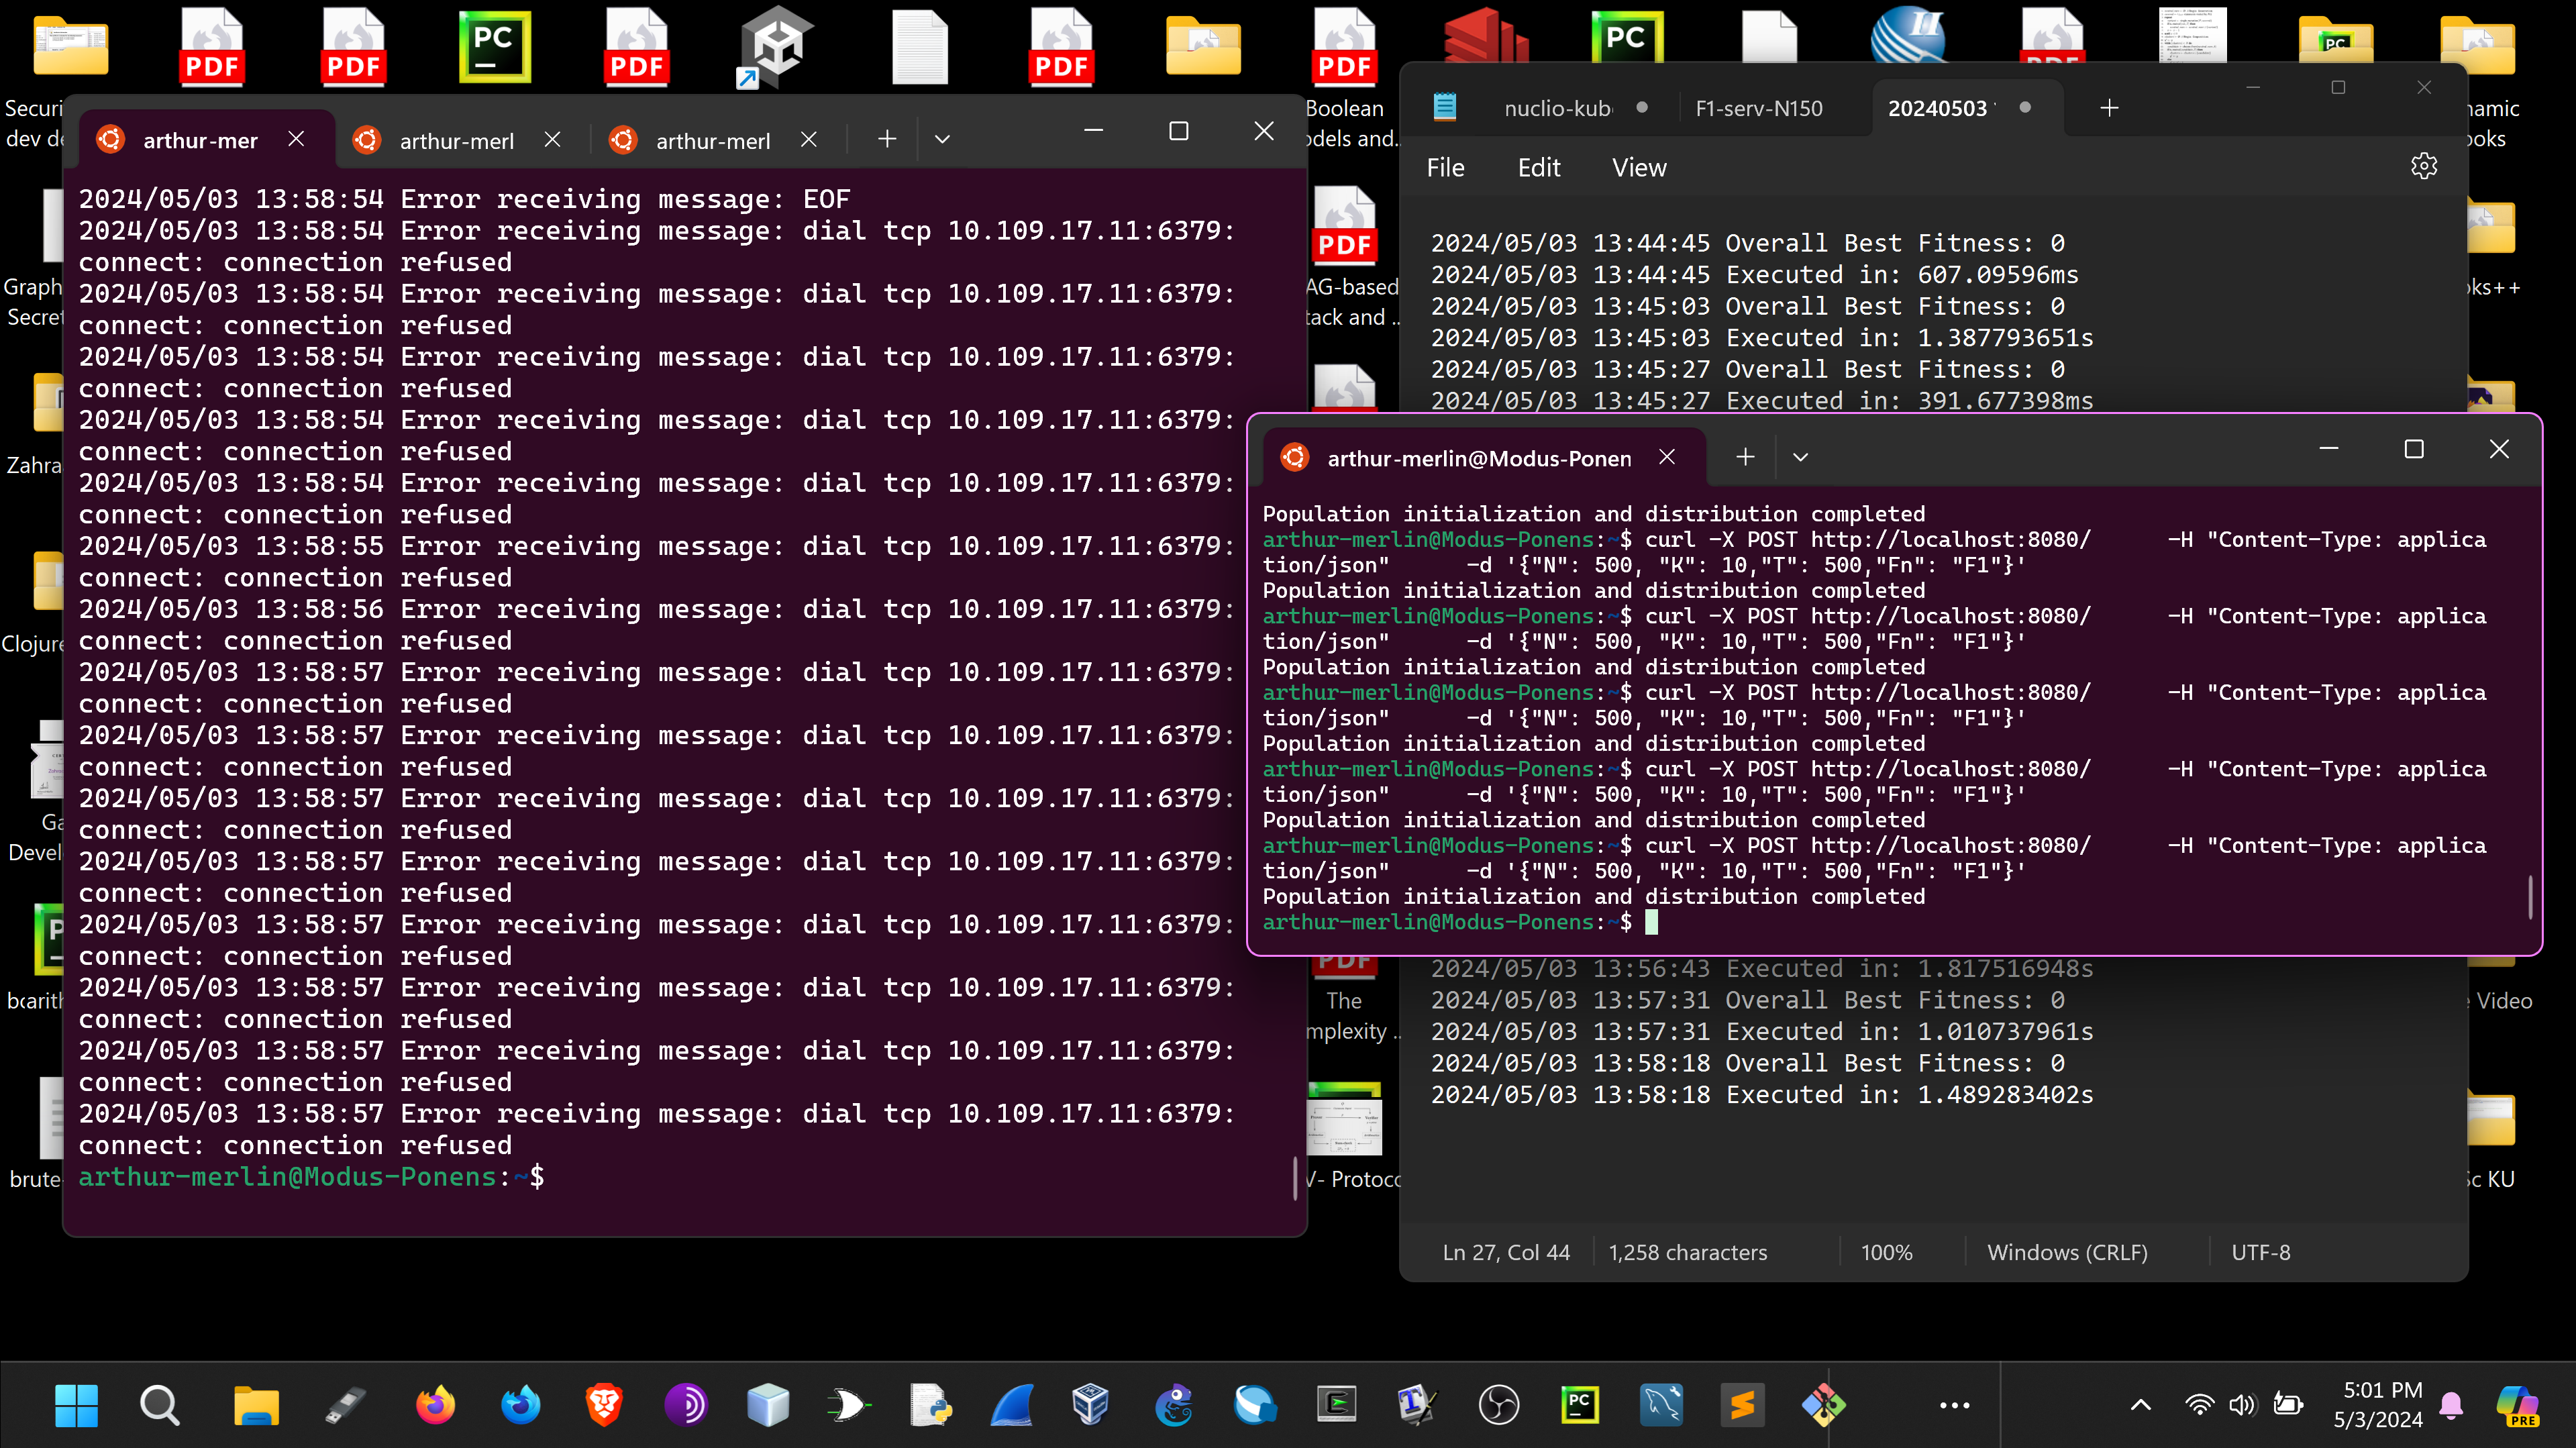 PDF
PDF
PC
PDF
PDF
PDF
PC
II
PDF
PC
Securi
dev de
Graph
Secret
Zahra
Clojure
Ga
Devel
bcarith
brute-
Boolean
odels and...
PDF
AG-based
tack and ...
PDF
The
mplexity ...
V- Protoco
namic
ooks
oks++
e Video
Sc KU
arthur-mer
arthur-merl
arthur-merl
2024/05/03 13:58:54 Error receiving message: EOF
2024/05/03 13:58:54 Error receiving message: dial tcp 10.109.17.11:6379:
connect: connection refused
2024/05/03 13:58:54 Error receiving message: dial tcp 10.109.17.11:6379:
connect: connection refused
2024/05/03 13:58:54 Error receiving message: dial tcp 10.109.17.11:6379:
connect: connection refused
2024/05/03 13:58:54 Error receiving message: dial tcp 10.109.17.11:6379:
connect: connection refused
2024/05/03 13:58:54 Error receiving message: dial tcp 10.109.17.11:6379:
connect: connection refused
2024/05/03 13:58:55 Error receiving message: dial tcp 10.109.17.11:6379:
connect: connection refused
2024/05/03 13:58:56 Error receiving message: dial tcp 10.109.17.11:6379:
connect: connection refused
2024/05/03 13:58:57 Error receiving message: dial tcp 10.109.17.11:6379:
connect: connection refused
2024/05/03 13:58:57 Error receiving message: dial tcp 10.109.17.11:6379:
connect: connection refused
2024/05/03 13:58:57 Error receiving message: dial tcp 10.109.17.11:6379:
connect: connection refused
2024/05/03 13:58:57 Error receiving message: dial tcp 10.109.17.11:6379:
connect: connection refused
2024/05/03 13:58:57 Error receiving message: dial tcp 10.109.17.11:6379:
connect: connection refused
2024/05/03 13:58:57 Error receiving message: dial tcp 10.109.17.11:6379:
connect: connection refused
2024/05/03 13:58:57 Error receiving message: dial tcp 10.109.17.11:6379:
connect: connection refused
2024/05/03 13:58:57 Error receiving message: dial tcp 10.109.17.11:6379:
connect: connection refused
arthur-merlin@Modus-Ponens:~$
nuclio-kub
F1-serv-N150
20240503
File Edit View
2024/05/03 13:44:45 Overall Best Fitness: 0
2024/05/03 13:44:45 Executed in: 607.09596ms
2024/05/03 13:45:03 Overall Best Fitness: 0
2024/05/03 13:45:03 Executed in: 1.387793651s
2024/05/03 13:45:27 Overall Best Fitness: 0
2024/05/03 13:45:27 Executed in: 391.677398ms
arthur-merlin@Modus-Ponen
Population initialization and distribution completed
arthur-merlin@Modus-Ponens:~$ curl -X POST http://localhost:8080/      -H "Content-Type: applica
tion/json"      -d '{"N": 500, "K": 10,"T": 500,"Fn": "F1"}'
Population initialization and distribution completed
arthur-merlin@Modus-Ponens:~$ curl -X POST http://localhost:8080/      -H "Content-Type: applica
tion/json"      -d '{"N": 500, "K": 10,"T": 500,"Fn": "F1"}'
Population initialization and distribution completed
arthur-merlin@Modus-Ponens:~$ curl -X POST http://localhost:8080/      -H "Content-Type: applica
tion/json"      -d '{"N": 500, "K": 10,"T": 500,"Fn": "F1"}'
Population initialization and distribution completed
arthur-merlin@Modus-Ponens:~$ curl -X POST http://localhost:8080/      -H "Content-Type: applica
tion/json"      -d '{"N": 500, "K": 10,"T": 500,"Fn": "F1"}'
Population initialization and distribution completed
arthur-merlin@Modus-Ponens:~$ curl -X POST http://localhost:8080/      -H "Content-Type: applica
tion/json"      -d '{"N": 500, "K": 10,"T": 500,"Fn": "F1"}'
Population initialization and distribution completed
arthur-merlin@Modus-Ponens:~$
2024/05/03 13:56:43 Executed in: 1.817516948s
2024/05/03 13:57:31 Overall Best Fitness: 0
2024/05/03 13:57:31 Executed in: 1.010737961s
2024/05/03 13:58:18 Overall Best Fitness: 0
2024/05/03 13:58:18 Executed in: 1.489283402s
Ln 27, Col 44
1,258 characters
100%
Windows (CRLF)
UTF-8
PC
5:01 PM
5/3/2024
PRE